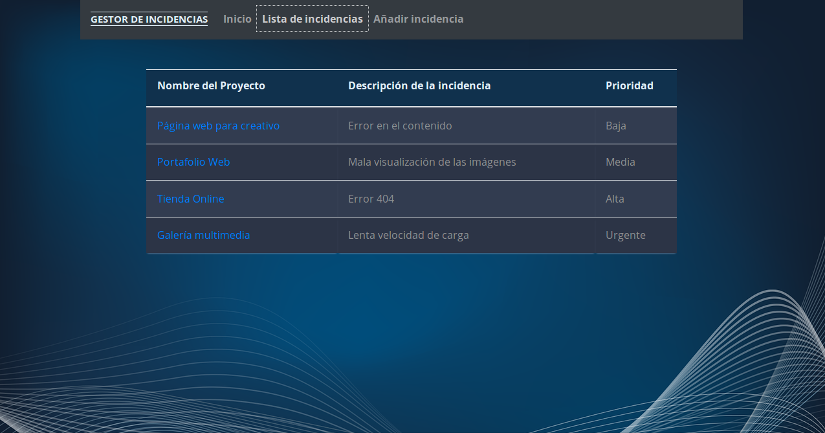 GESTOR DE INCIDENCIAS Inicio Lista de incidencias Añadir incidencia
Nombre del Proyecto Descripción de la incidencia Prioridad
Página web para creativo Error en el contenido Baja
Portafolio Web Mala visualización de las imágenes Media
Tienda Online Error 404 Alta
Galería multimedia Lenta velocidad de carga Urgente